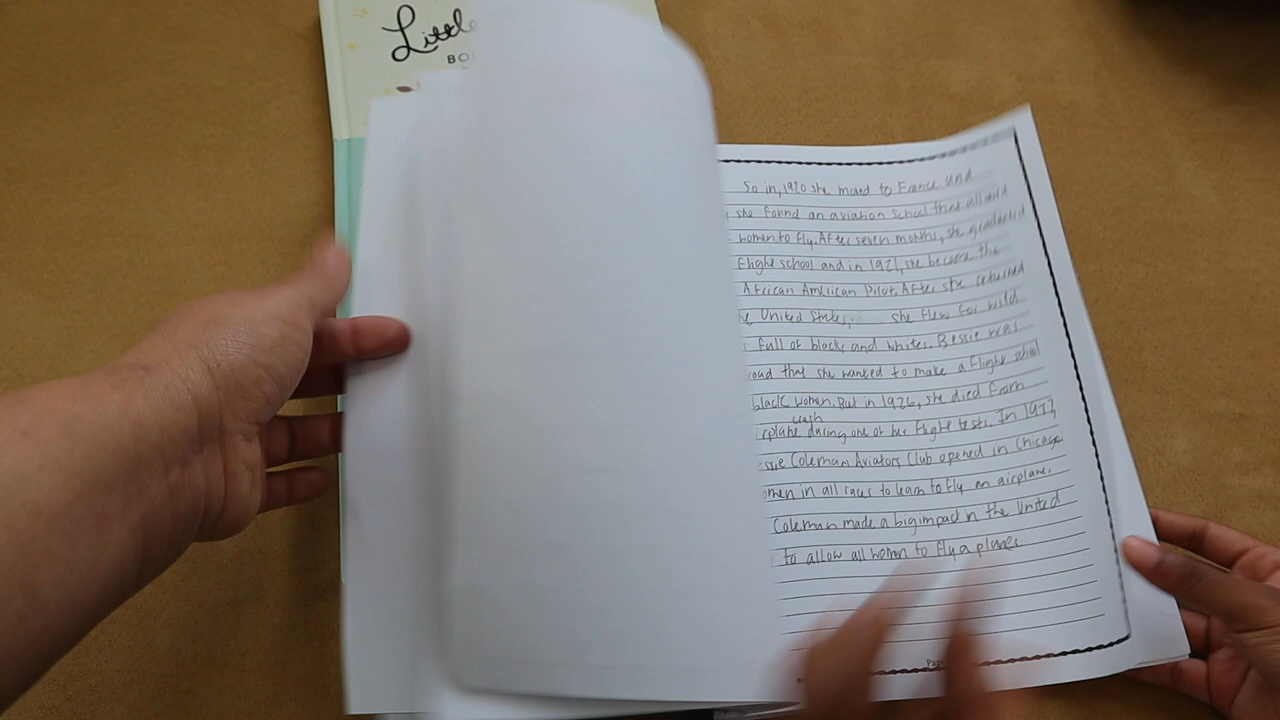 Little
So in, 1920 she moved to France and
she found an aviation school that allowed
women to fly. After seven months, she graduated
flight school and in 1921, she became the
African American Pilot. After she returned
United States, she flew for wild
full of blacks and whites. Bessie was
that she wanted to make a flight school
black women. But in 1926, she died from
crash
during one of her flight tests. In 1977,
Coleman Aviators Club opened in Chicago
in all races to learn to fly an airplane.
Coleman made a big impact in the United
to allow all women to fly a planes